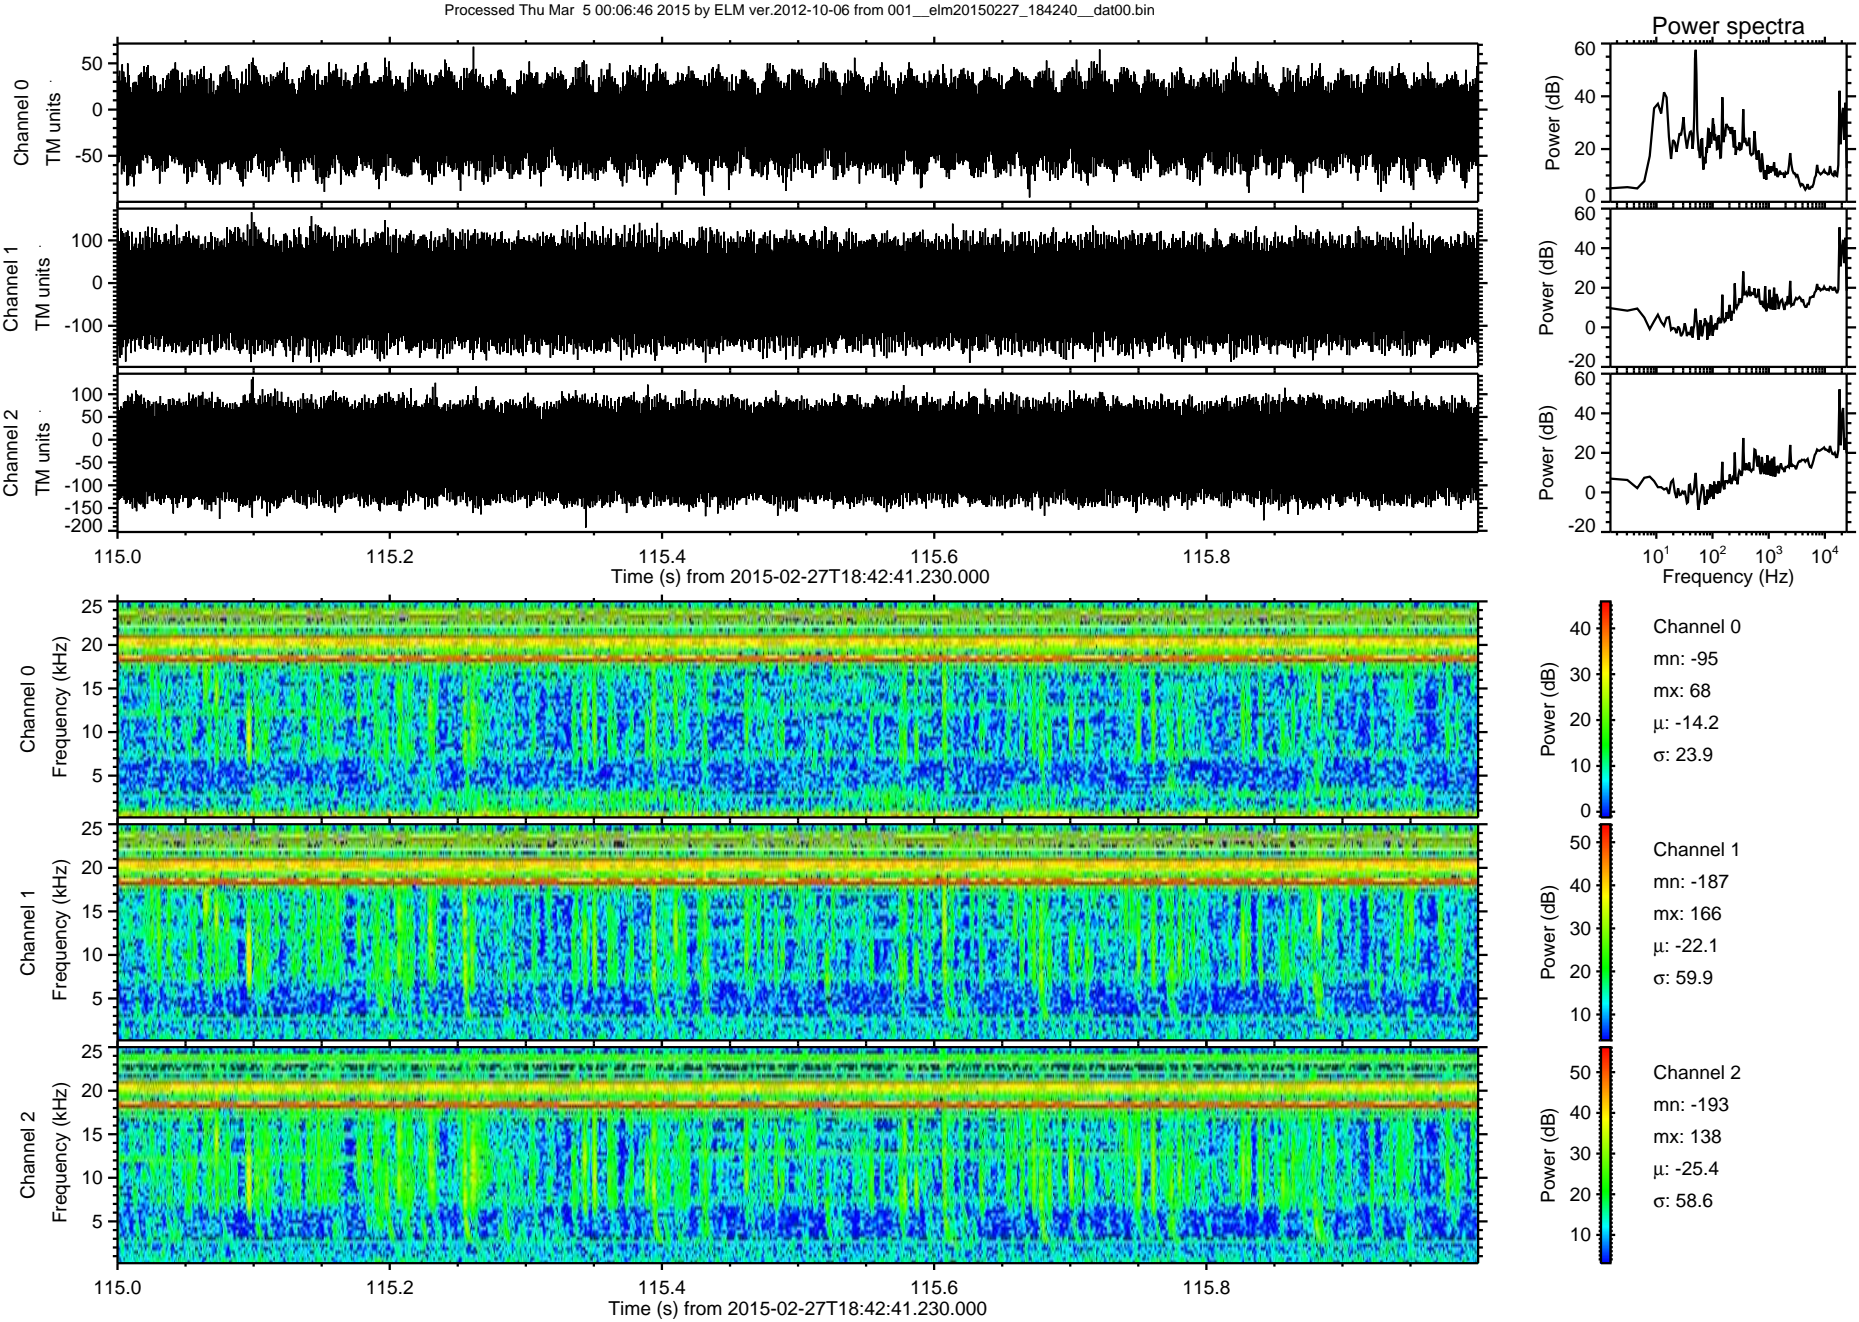 Processed Thu Mar  5 00:06:46 2015 by ELM ver.2012-10-06 from 001__elm20150227_184240__dat00.bin
Power spectra
Channel 0
TM units
50
0
-50
Power (dB)
60
40
20
0
Channel 1
TM units
100
0
-100
Power (dB)
60
40
20
0
-20
Channel 2
TM units
100
50
0
-50
-100
-150
-200
Power (dB)
60
40
20
0
-20
115.0 115.2 115.4 115.6 115.8
Time (s) from 2015-02-27T18:42:41.230.000
10¹ 10² 10³ 10⁴
Frequency (Hz)
Channel 0
Frequency (kHz)
25
20
15
10
5
Power (dB)
40
30
20
10
0
Channel 0
mn: -95
mx: 68
μ: -14.2
σ: 23.9
Channel 1
Frequency (kHz)
25
20
15
10
5
Power (dB)
50
40
30
20
10
Channel 1
mn: -187
mx: 166
μ: -22.1
σ: 59.9
Channel 2
Frequency (kHz)
25
20
15
10
5
Power (dB)
50
40
30
20
10
Channel 2
mn: -193
mx: 138
μ: -25.4
σ: 58.6
115.0 115.2 115.4 115.6 115.8
Time (s) from 2015-02-27T18:42:41.230.000